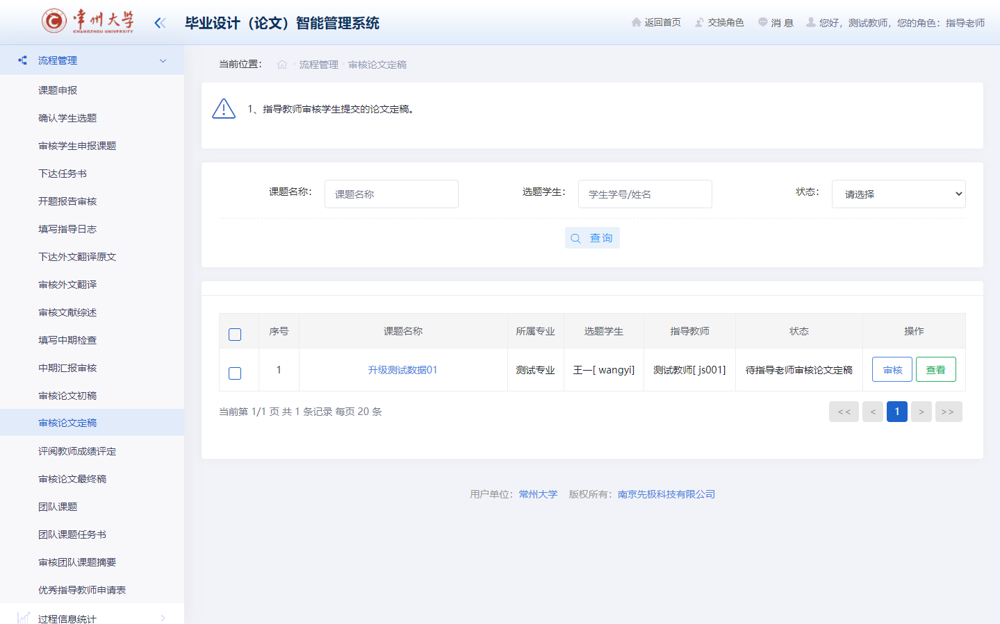 常州大学
CHANGZHOU UNIVERSITY
毕业设计（论文）智能管理系统
返回首页 交换角色 消 息 您好，测试教师，您的角色：指导老师
流程管理
课题申报
确认学生选题
审核学生申报课题
下达任务书
开题报告审核
填写指导日志
下达外文翻译原文
审核外文翻译
审核文献综述
填写中期检查
中期汇报审核
审核论文初稿
审核论文定稿
评阅教师成绩评定
审核论文最终稿
团队课题
团队课题任务书
审核团队课题摘要
优秀指导教师申请表
过程信息统计
当前位置： 流程管理 审核论文定稿
1、指导教师审核学生提交的论文定稿。
课题名称： 课题名称 选题学生： 学生学号/姓名 状态： 请选择
查询
序号 课题名称 所属专业 选题学生 指导教师 状态 操作
1 升级测试数据01 测试专业 王一[ wangyi] 测试教师[ js001] 待指导老师审核论文定稿 审核 查看
当前第 1/1 页 共 1 条记录 每页 20 条 << < 1 > >>
用户单位：常州大学 版权所有：南京先极科技有限公司